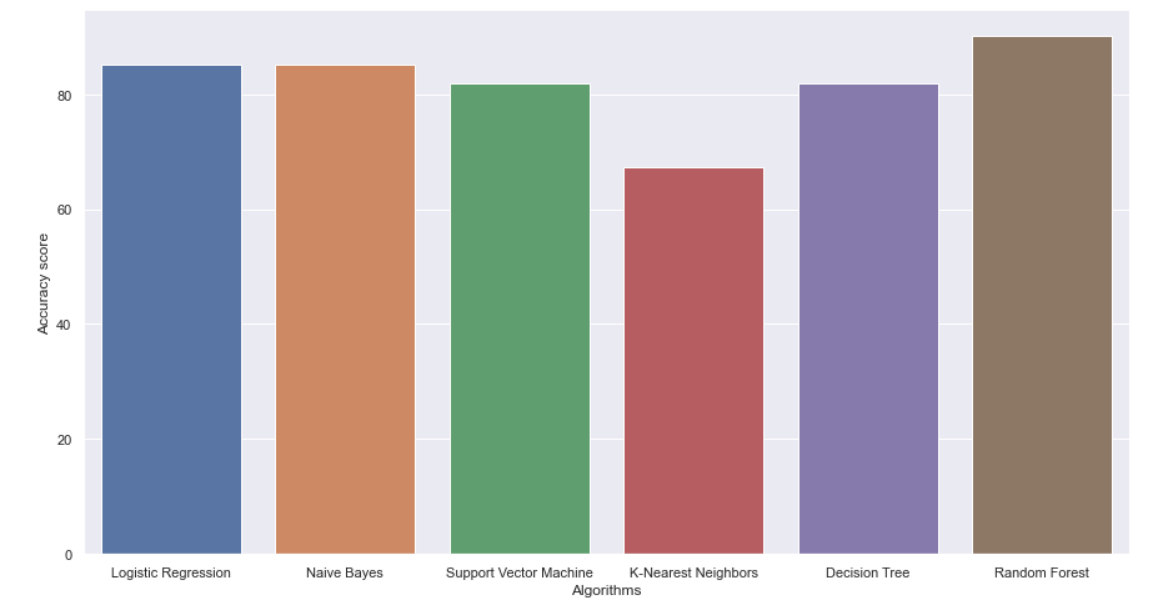 Accuracy score
80
60
40
20
0
Logistic Regression
Naive Bayes
Support Vector Machine
K-Nearest Neighbors
Decision Tree
Random Forest
Algorithms